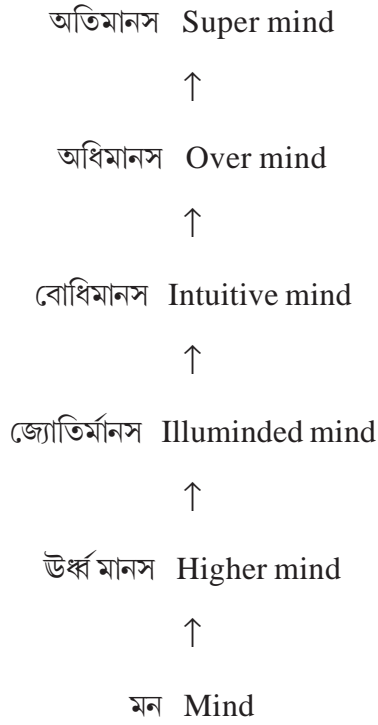 অতিমানস Super mind
↑
অধিমানস Over mind
↑
বোধিমানস Intuitive mind
↑
জ্যোতির্মানস Illuminded mind
↑
ঊর্ধ্ব মানস Higher mind
↑
মন Mind